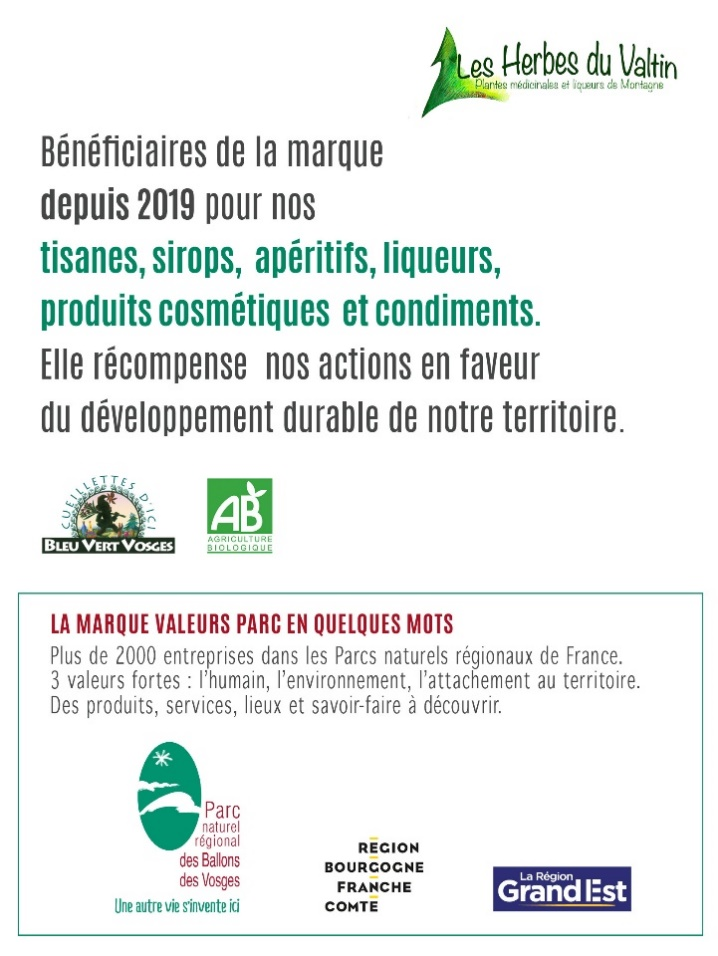 Les Herbes du Valtin
Plantes médicinales et liqueurs de Montagne
Bénéficiaires de la marque
depuis 2019 pour nos
tisanes, sirops, apéritifs, liqueurs,
produits cosmétiques et condiments.
Elle récompense nos actions en faveur
du développement durable de notre territoire.
CUEILLETTES D'ICI
BLEU VERT VOSGES
AB
AGRICULTURE
BIOLOGIQUE
LA MARQUE VALEURS PARC EN QUELQUES MOTS
Plus de 2000 entreprises dans les Parcs naturels régionaux de France.
3 valeurs fortes : l'humain, l'environnement, l'attachement au territoire.
Des produits, services, lieux et savoir-faire à découvrir.
Parc
naturel
régional
des Ballons
des Vosges
Une autre vie s'invente ici
RÉGION
BOURGOGNE
FRANCHE
COMTÉ
La Région
GrandEst